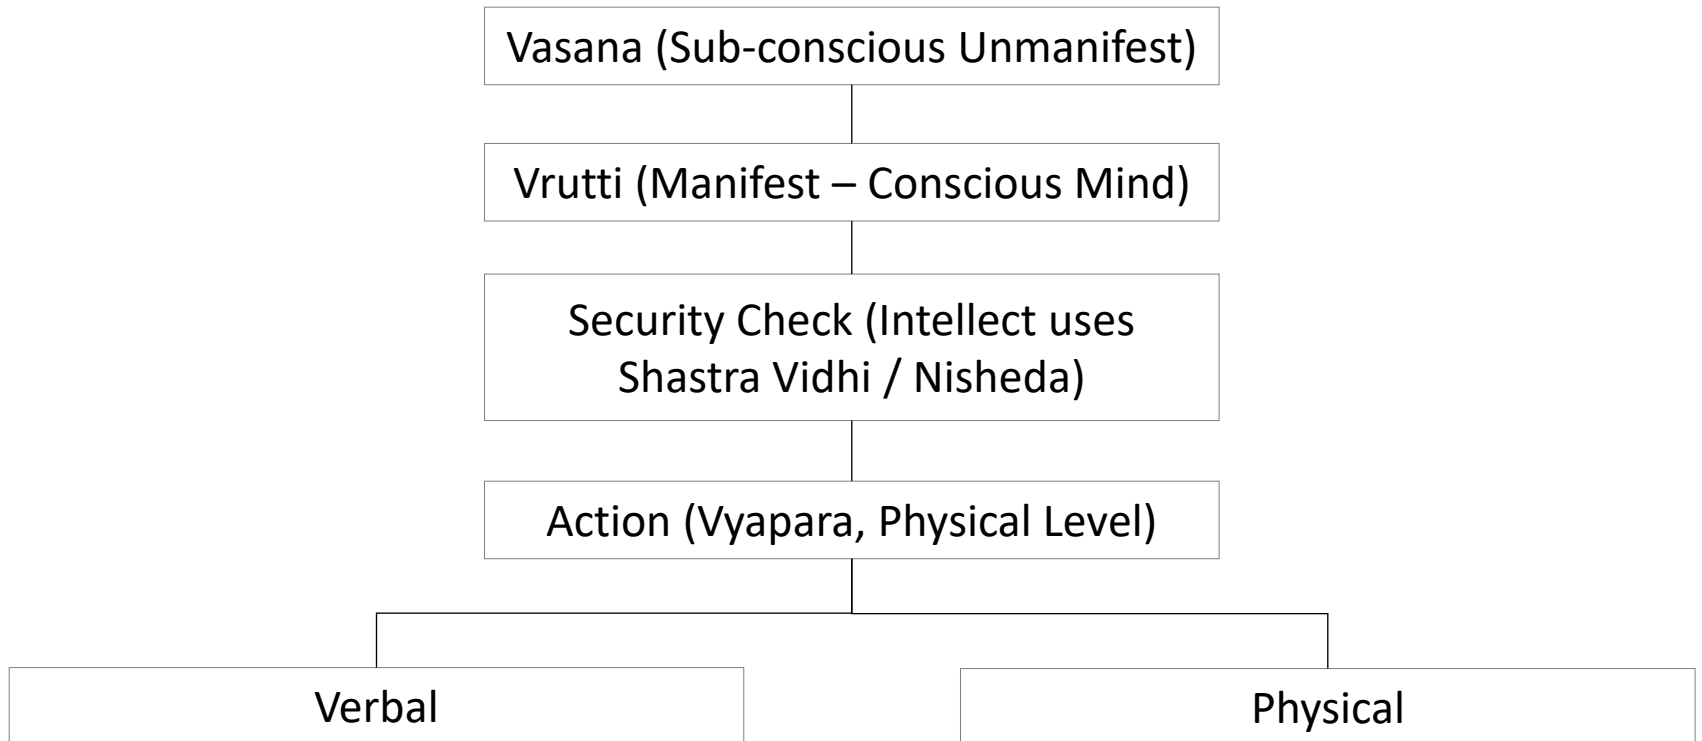 Vasana (Sub-conscious Unmanifest)
Vrutti (Manifest – Conscious Mind)
Security Check (Intellect uses
Shastra Vidhi / Nisheda)
Action (Vyapara, Physical Level)
Verbal
Physical